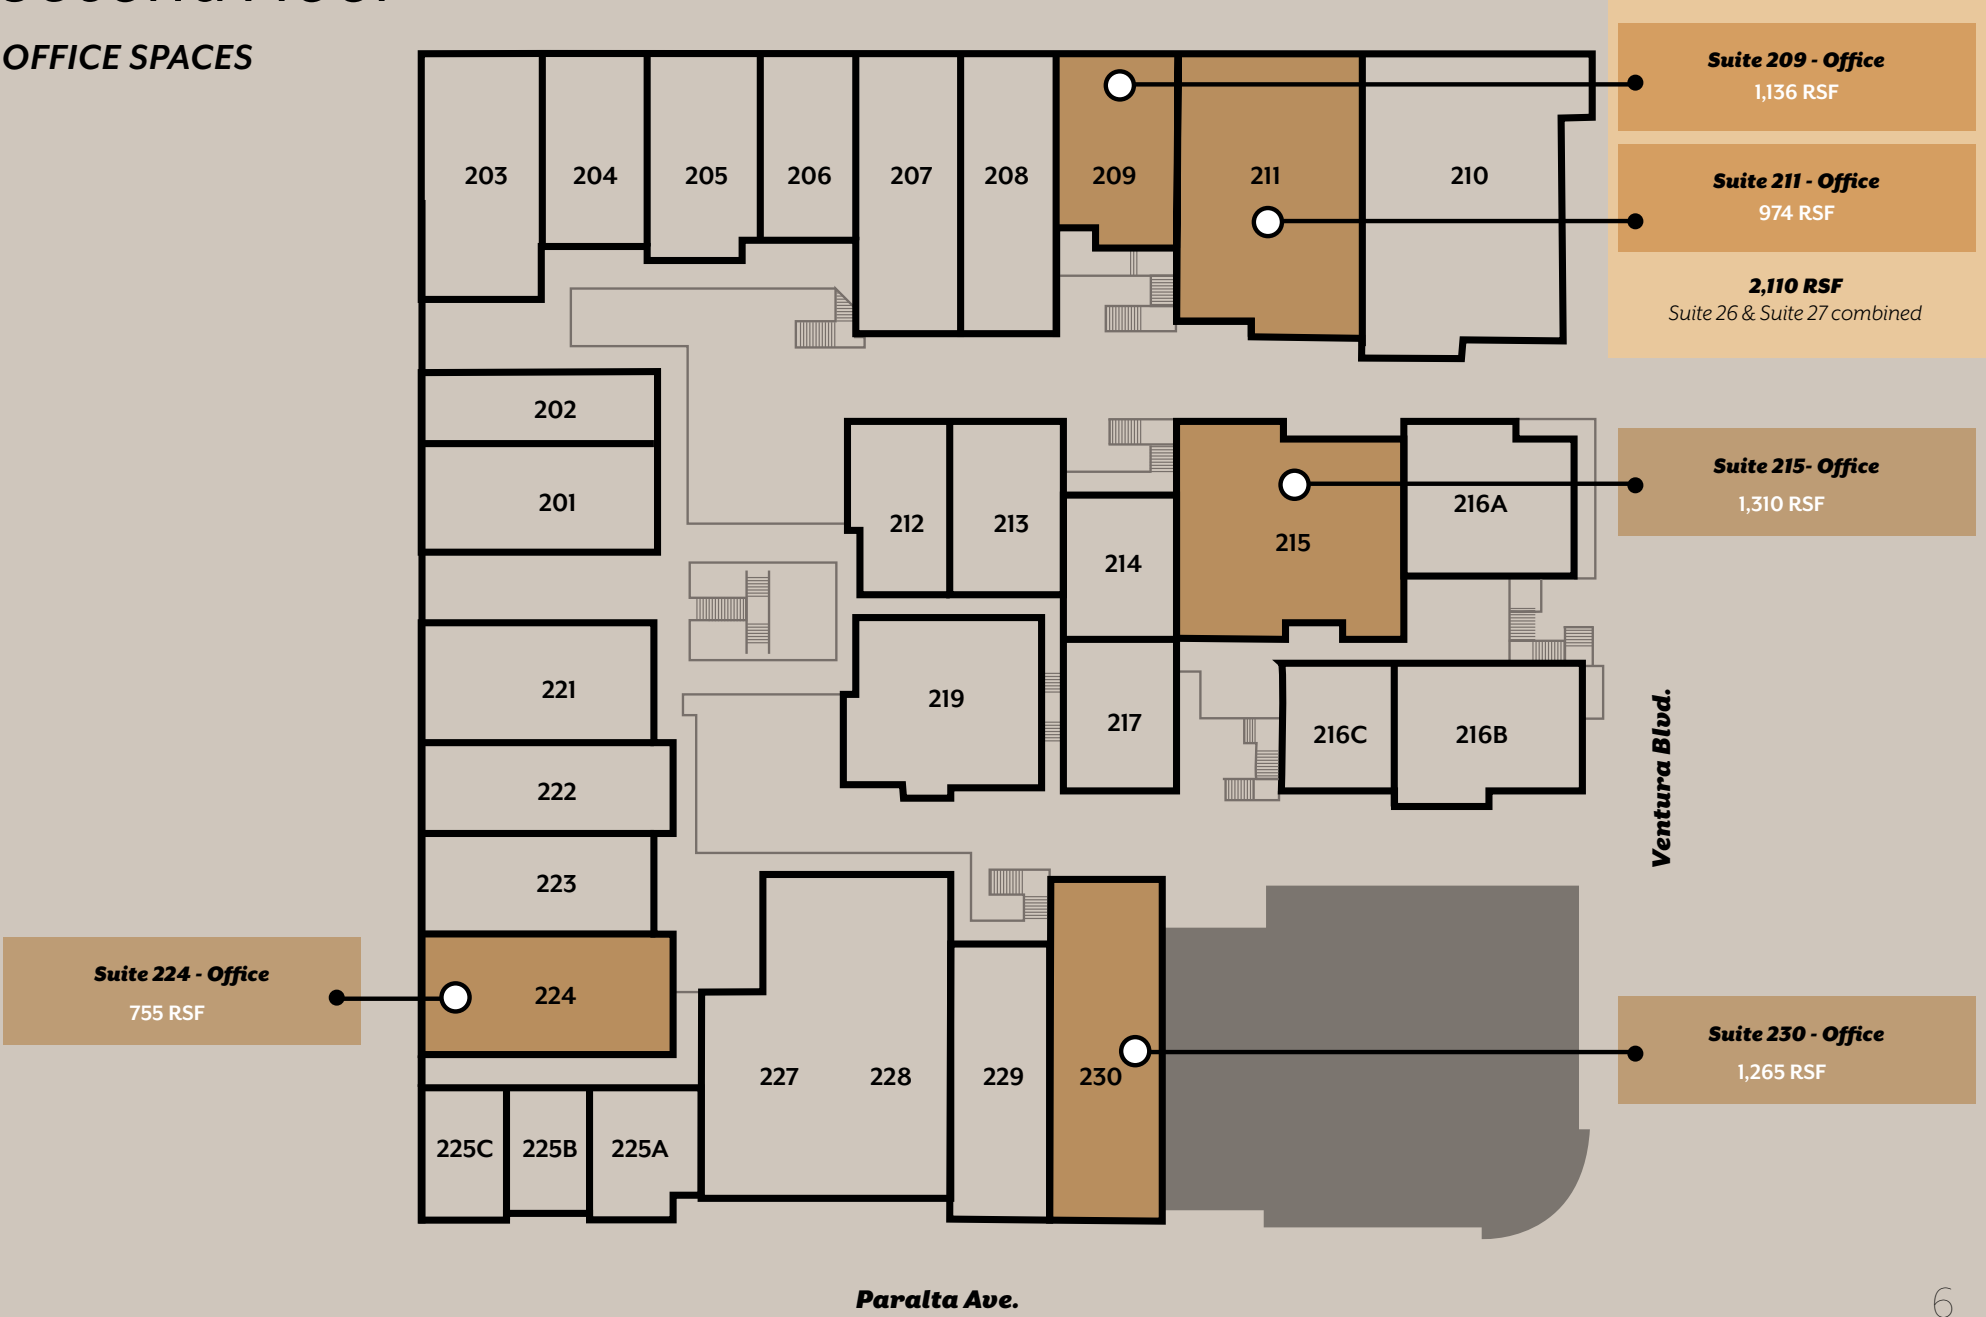 OFFICE SPACES
Suite 209 - Office
1,136 RSF
Suite 211 - Office
974 RSF
2,110 RSF
Suite 26 & Suite 27 combined
203
204
205
206
207
208
209
211
210
202
201
212
213
214
215
216A
Suite 215- Office
1,310 RSF
221
219
217
216C
216B
222
223
Ventura Blvd.
Suite 224 - Office
755 RSF
224
227
228
229
230
Suite 230 - Office
1,265 RSF
225C
225B
225A
Paralta Ave.
6